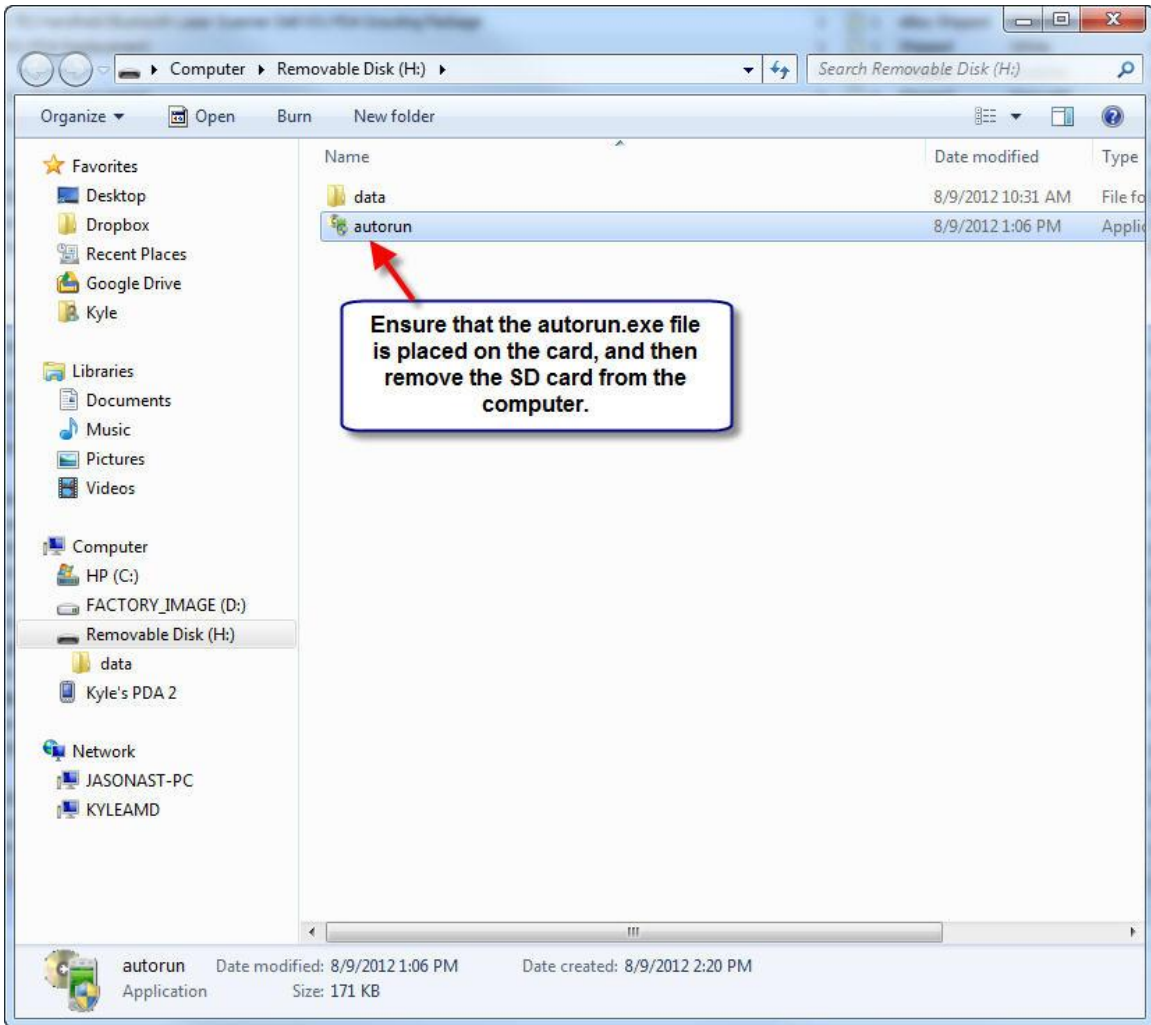 Computer ▸ Removable Disk (H:) ▸
Search Removable Disk (H:)
Organize ▾ Open Burn New folder
Name Date modified Type
Favorites
Desktop
Dropbox
Recent Places
Google Drive
Kyle
Libraries
Documents
Music
Pictures
Videos
Computer
HP (C:)
FACTORY_IMAGE (D:)
Removable Disk (H:)
data
Kyle's PDA 2
Network
JASONAST-PC
KYLEAMD
data 8/9/2012 10:31 AM File fo
autorun 8/9/2012 1:06 PM Applic
Ensure that the autorun.exe file
is placed on the card, and then
remove the SD card from the
computer.
autorun Date modified: 8/9/2012 1:06 PM Date created: 8/9/2012 2:20 PM
Application Size: 171 KB